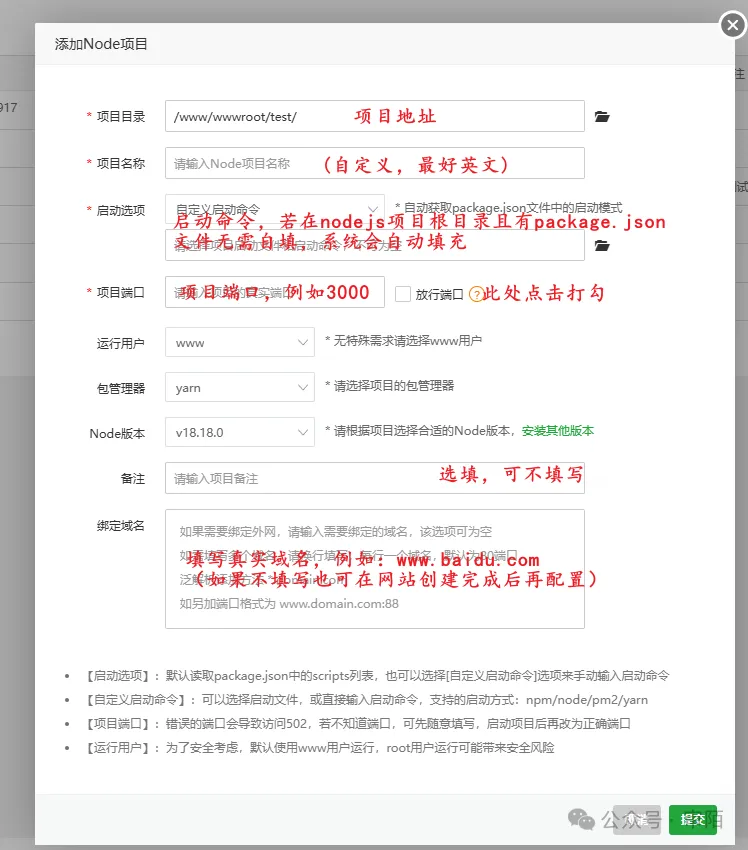 添加Node项目
917
注
* 项目目录 /www/wwwroot/test/ 项目地址
* 项目名称 请输入Node项目名称 (自定义，最好英文)
试
* 启动选项 自定义启动命令 * 自动获取package.json文件中的启动模式
启动命令，若在nodejs项目根目录且有package.json
文件无需自填，系统会自动填充
* 项目端口 项目端口，例如3000 放行端口 ? 此处点击打勾
运行用户 www * 无特殊需求请选择www用户
包管理器 yarn * 请选择项目的包管理器
Node版本 v18.18.0 * 请根据项目选择合适的Node版本，安装其他版本
备注 请输入项目备注 选填，可不填写
绑定域名 如果需要绑定外网，请输入需要绑定的域名，该选项可为空
填写真实域名，例如：www.baidu.com
（如果不填写也可在网站创建完成后再配置）
如另加端口格式为 www.domain.com:88
• 【启动选项】：默认读取package.json中的scripts列表，也可以选择[自定义启动命令]选项来手动输入启动命令
• 【自定义启动命令】：可以选择启动文件，或直接输入启动命令，支持的启动方式：npm/node/pm2/yarn
• 【项目端口】：错误的端口会导致访问502，若不知道端口，可先随意填写，启动项目后再改为正确端口
• 【运行用户】：为了安全考虑，默认使用www用户运行，root用户运行可能带来安全风险
公众号 · 陌
提交